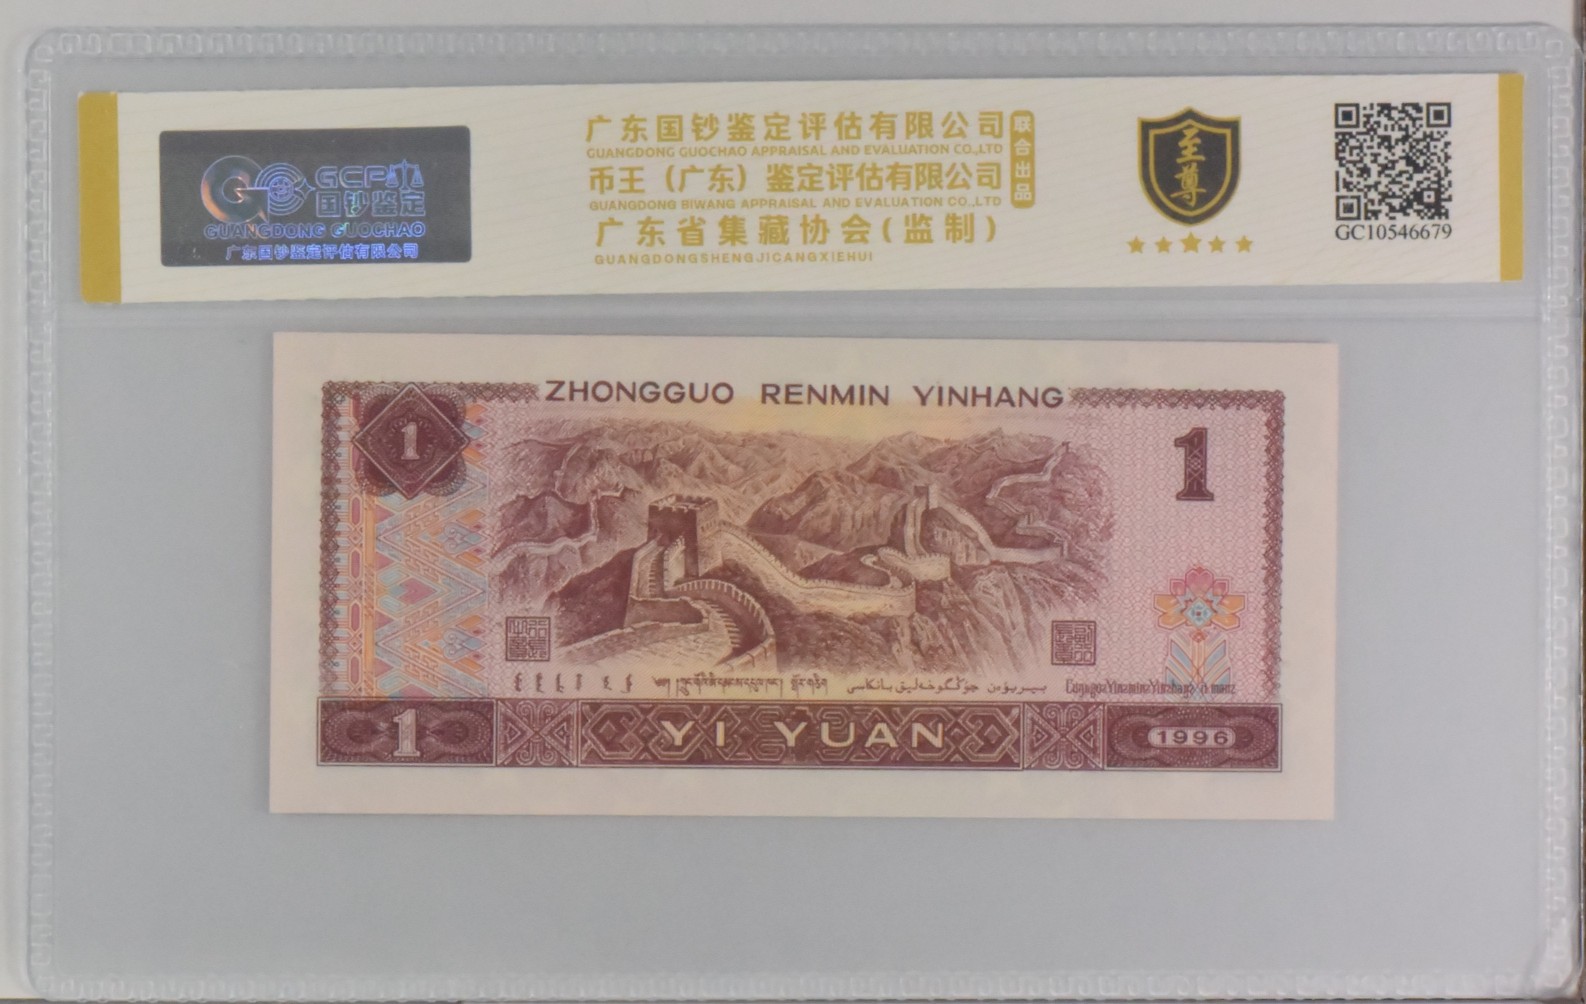 GCP
国钞鉴定
GUANGDONG GUOCHAO
广东国钞鉴定评估有限公司
广东国钞鉴定评估有限公司
GUANGDONG GUOCHAO APPRAISAL AND EVALUATION CO.,LTD
币王（广东）鉴定评估有限公司
GUANGDONG BIWANG APPRAISAL AND EVALUATION CO.,LTD
广东省集藏协会(监制)
GUANGDONGSHENGJICANGXIEHUI
联合出品
至尊
GC10546679
ZHONGGUO RENMIN YINHANG
1
1
1
YI YUAN
1996